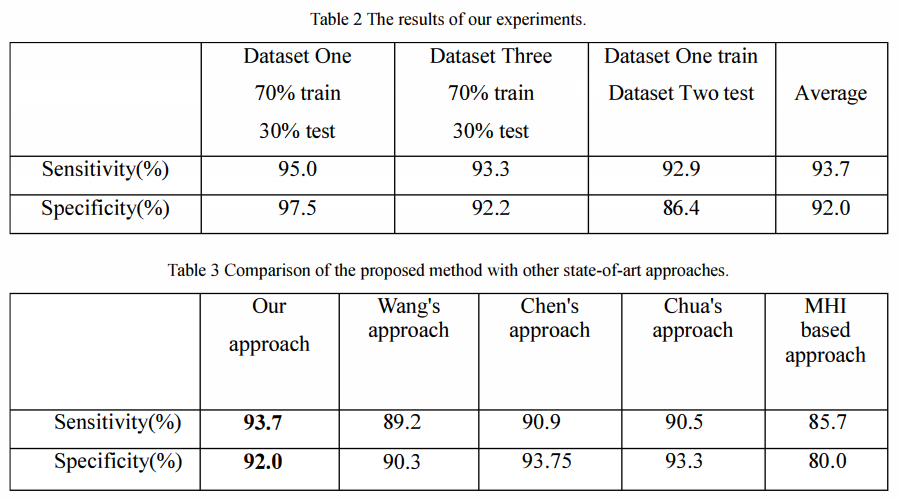 Table 2 The results of our experiments.
Dataset One 70% train 30% test
Dataset Three 70% train 30% test
Dataset One train Dataset Two test
Average
Sensitivity(%) 95.0 93.3 92.9 93.7
Specificity(%) 97.5 92.2 86.4 92.0
Table 3 Comparison of the proposed method with other state-of-art approaches.
Our approach
Wang's approach
Chen's approach
Chua's approach
MHI based approach
Sensitivity(%) 93.7 89.2 90.9 90.5 85.7
Specificity(%) 92.0 90.3 93.75 93.3 80.0